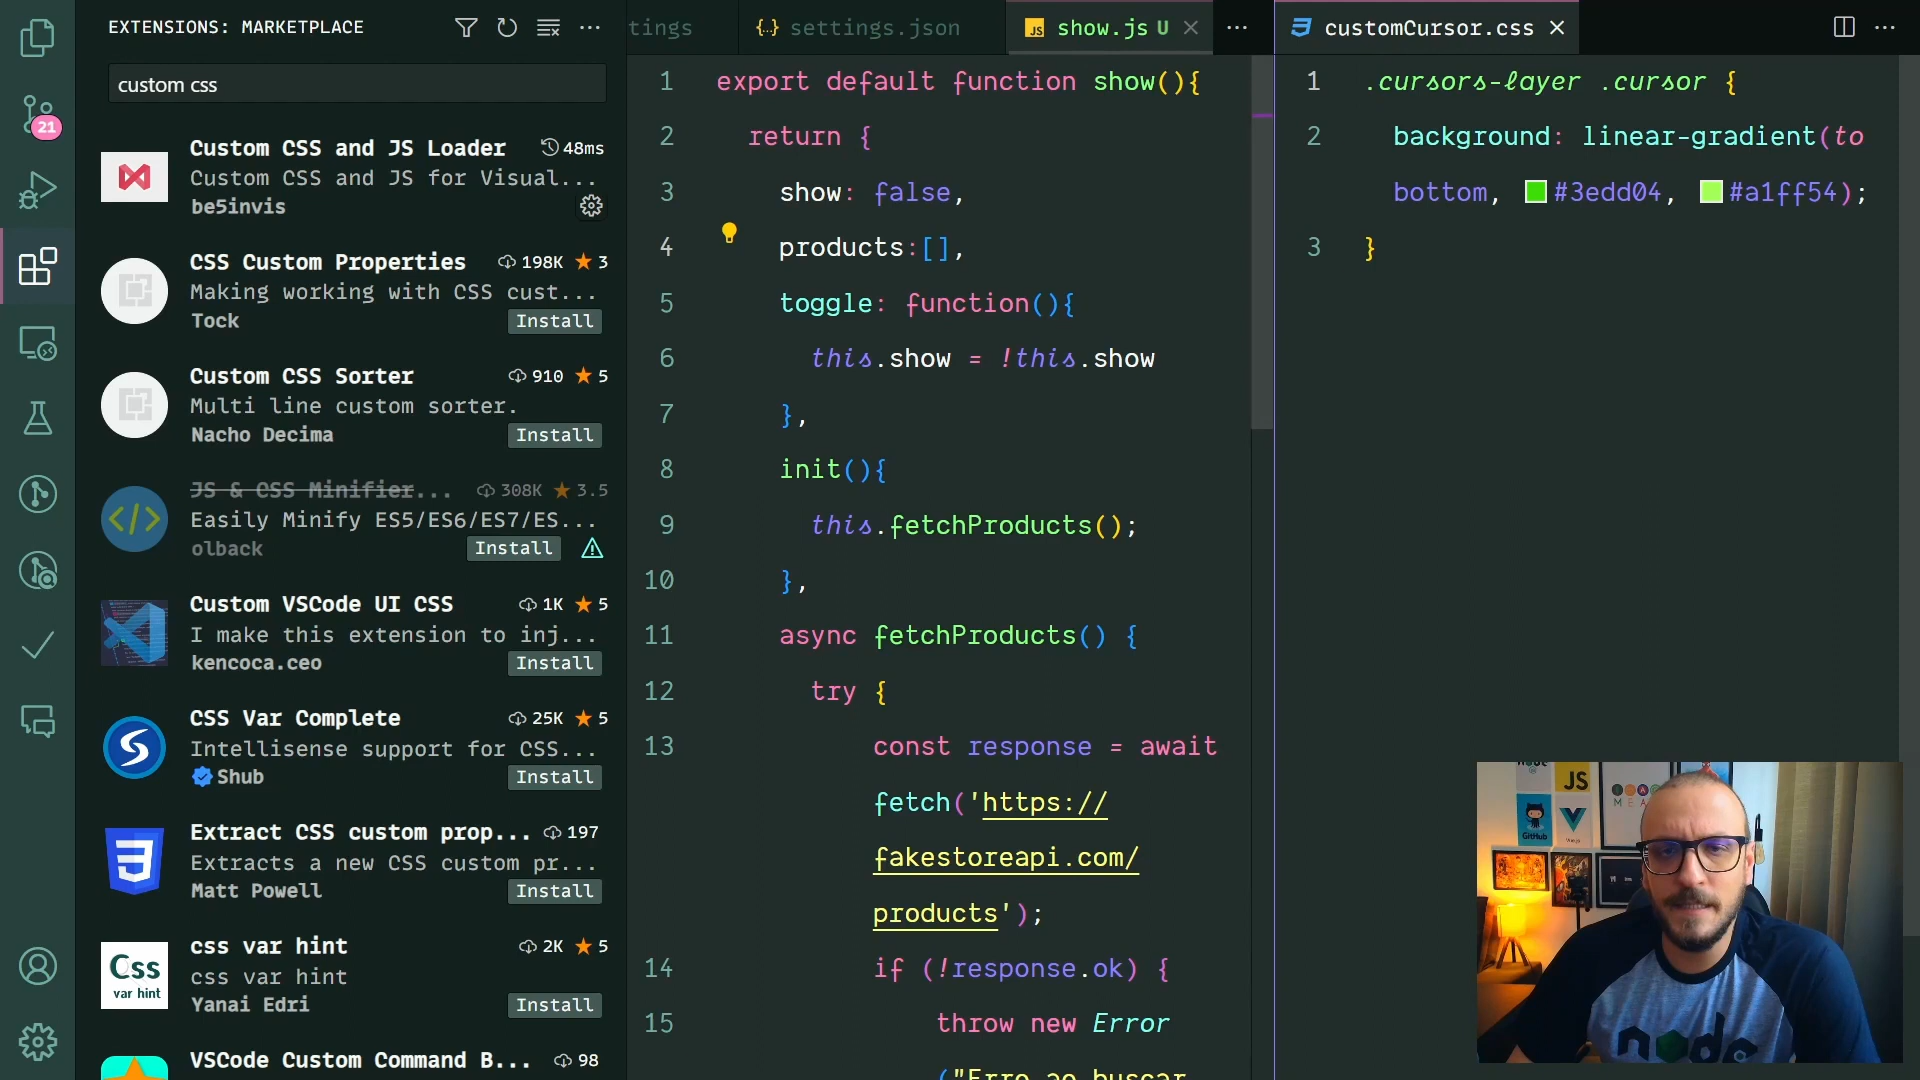 EXTENSIONS: MARKETPLACE
custom css
21
Custom CSS and JS Loader 48ms
Custom CSS and JS for Visual...
be5invis
CSS Custom Properties 198K 3
Making working with CSS cust...
Tock Install
Custom CSS Sorter 910 5
Multi line custom sorter.
Nacho Decima Install
JS & CSS Minifier... 308K 3.5
Easily Minify ES5/ES6/ES7/ES...
olback Install
Custom VSCode UI CSS 1K 5
I make this extension to inj...
kencoca.ceo Install
CSS Var Complete 25K 5
Intellisense support for CSS...
Shub Install
Extract CSS custom prop... 197
Extracts a new CSS custom pr...
Matt Powell Install
css var hint 2K 5
css var hint
Yanai Edri Install
Css
var hint
VSCode Custom Command B... 98
tings
{} settings.json
JS show.js U
1 export default function show(){
2 return {
3 show: false,
4 products:[],
5 toggle: function(){
6 this.show = !this.show
7 },
8 init(){
9 this.fetchProducts();
10 },
11 async fetchProducts() {
12 try {
13 const response = await
fetch('https://
fakestoreapi.com/
products');
14 if (!response.ok) {
15 throw new Error
("Erro ao buscar
customCursor.css
1 .cursors-layer .cursor {
2 background: linear-gradient(to
bottom, #3edd04, #a1ff54);
3 }
JS
GitHub
node